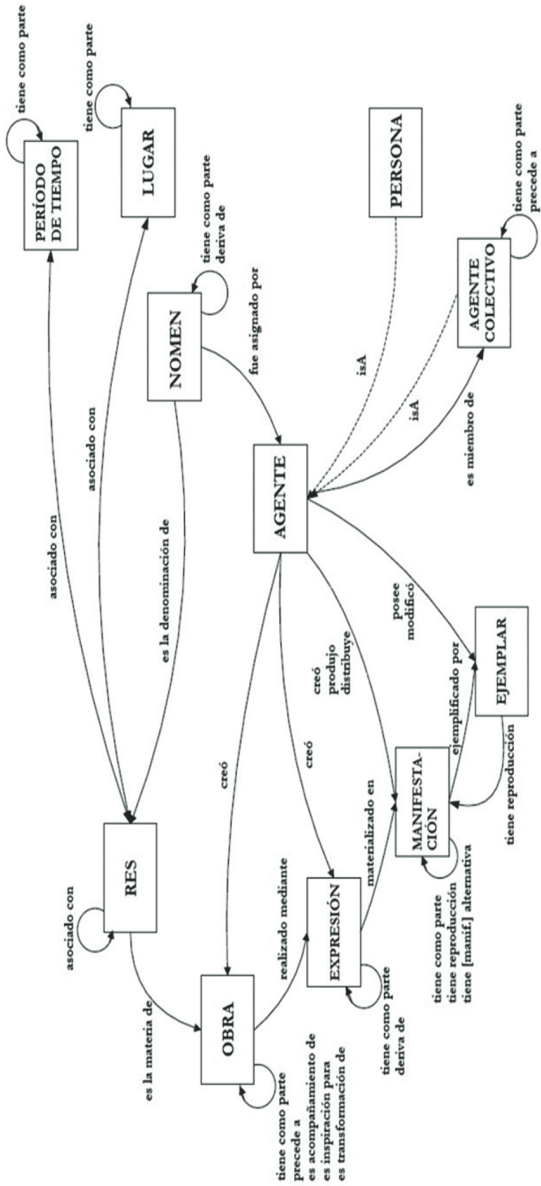 asociado con
RES
es la materia de
asociado con
asociado con
es la denominación de
tiene como parte
PERÍODO
DE TIEMPO
tiene como parte
LUGAR
tiene como parte
deriva de
NOMEN
fue asignado por
OBRA
tiene como parte
precede a
es acompañamiento de
es inspiración para
es transformación de
creó
realizado mediante
EXPRESIÓN
tiene como parte
deriva de
creó
AGENTE
creó
produjo
distribuye
materializado en
MANIFESTA-
CIÓN
tiene como parte
tiene reproducción
tiene [manif.] alternativa
posee
modificó
ejemplificado por
EJEMPLAR
tiene reproducción
isA
isA
PERSONA
es miembro de
AGENTE
COLECTIVO
tiene como parte
precede a